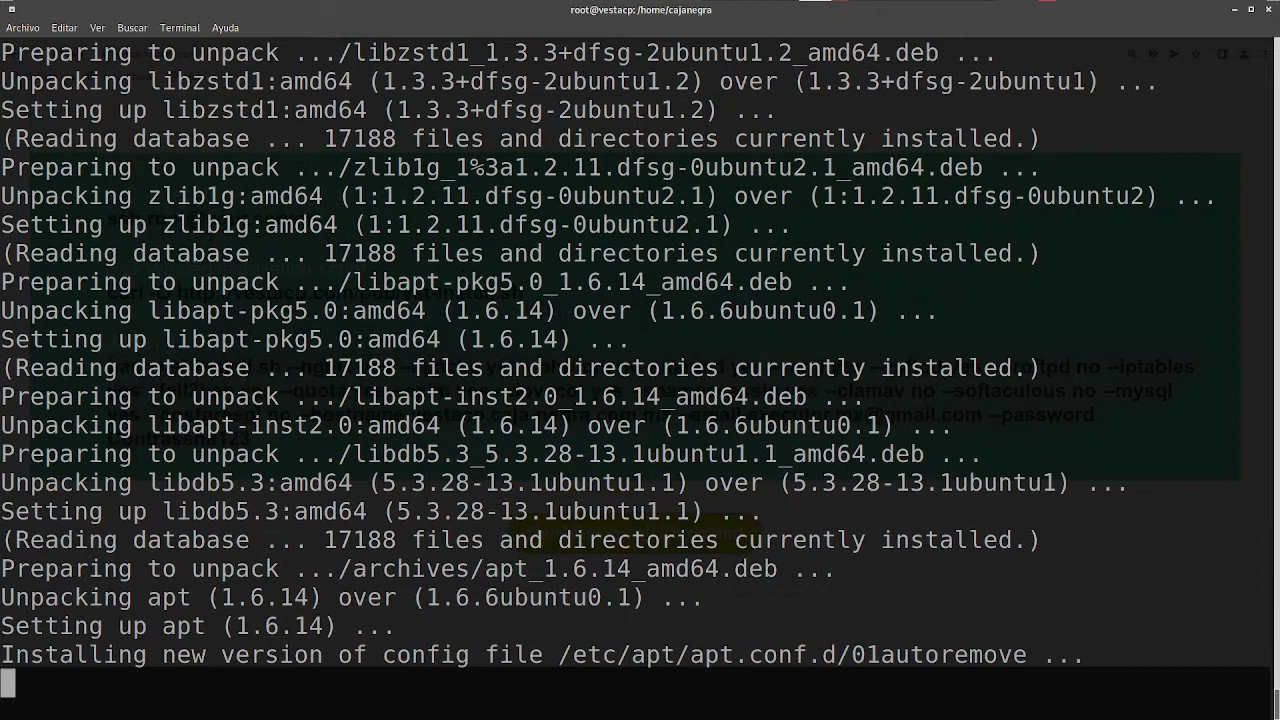 root@vestacp: /home/cajanegra
Archivo Editar Ver Buscar Terminal Ayuda
Preparing to unpack .../libzstd1_1.3.3+dfsg-2ubuntu1.2_amd64.deb ...
Unpacking libzstd1:amd64 (1.3.3+dfsg-2ubuntu1.2) over (1.3.3+dfsg-2ubuntu1) ...
Setting up libzstd1:amd64 (1.3.3+dfsg-2ubuntu1.2) ...
(Reading database ... 17188 files and directories currently installed.)
Preparing to unpack .../zlib1g_1%3a1.2.11.dfsg-0ubuntu2.1_amd64.deb ...
Unpacking zlib1g:amd64 (1:1.2.11.dfsg-0ubuntu2.1) over (1:1.2.11.dfsg-0ubuntu2) ...
Setting up zlib1g:amd64 (1:1.2.11.dfsg-0ubuntu2.1) ...
(Reading database ... 17188 files and directories currently installed.)
Preparing to unpack .../libapt-pkg5.0_1.6.14_amd64.deb ...
Unpacking libapt-pkg5.0:amd64 (1.6.14) over (1.6.6ubuntu0.1) ...
Setting up libapt-pkg5.0:amd64 (1.6.14) ...
(Reading database ... 17188 files and directories currently installed.)
Preparing to unpack .../libapt-inst2.0_1.6.14_amd64.deb ...
Unpacking libapt-inst2.0:amd64 (1.6.14) over (1.6.6ubuntu0.1) ...
Preparing to unpack .../libdb5.3_5.3.28-13.1ubuntu1.1_amd64.deb ...
Unpacking libdb5.3:amd64 (5.3.28-13.1ubuntu1.1) over (5.3.28-13.1ubuntu1) ...
Setting up libdb5.3:amd64 (5.3.28-13.1ubuntu1.1) ...
(Reading database ... 17188 files and directories currently installed.)
Preparing to unpack .../archives/apt_1.6.14_amd64.deb ...
Unpacking apt (1.6.14) over (1.6.6ubuntu0.1) ...
Setting up apt (1.6.14) ...
Installing new version of config file /etc/apt/apt.conf.d/01autoremove ...